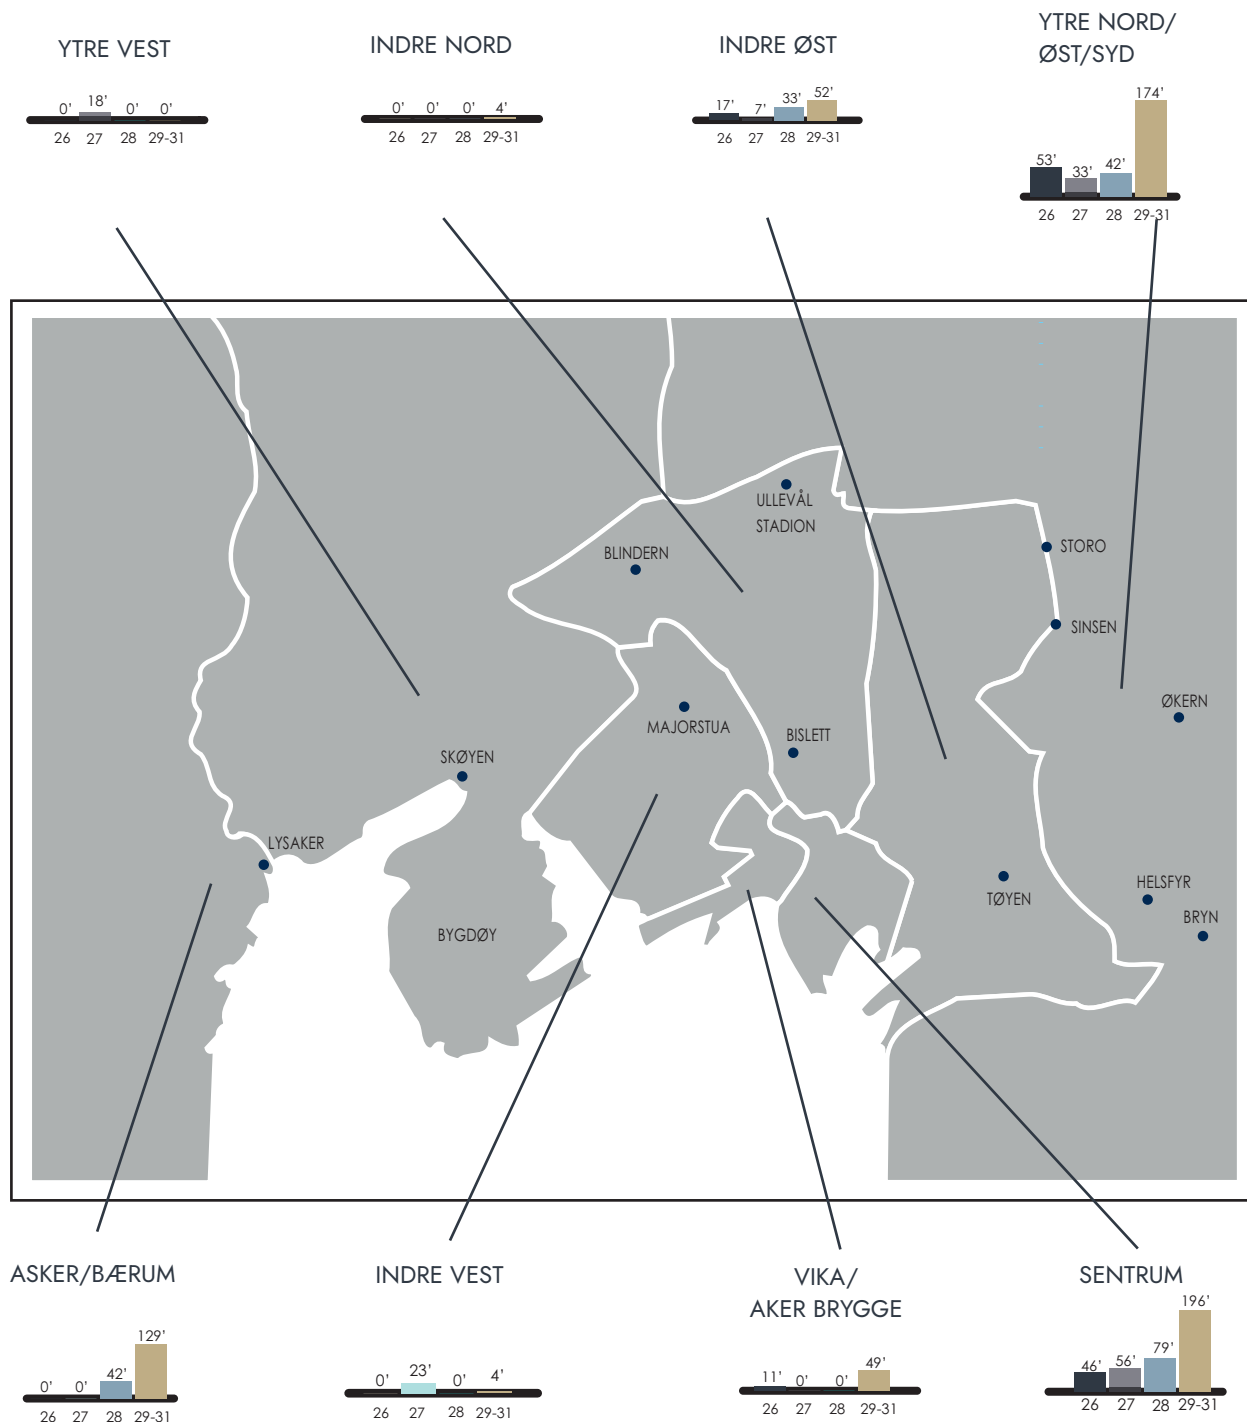 YTRE VEST
0’ 18’ 0’ 0’
26 27 28 29-31
INDRE NORD
0’ 0’ 0’ 4’
26 27 28 29-31
INDRE ØST
17’ 7’ 33’ 52’
26 27 28 29-31
YTRE NORD/
ØST/SYD
53’ 33’ 42’ 174’
26 27 28 29-31
ULLEVÅL
STADION
BLINDERN
STORO
SINSEN
ØKERN
MAJORSTUA
BISLETT
SKØYEN
LYSAKER
TØYEN
HELSFYR
BRYN
BYGDØY
ASKER/BÆRUM
0’ 0’ 42’ 129’
26 27 28 29-31
INDRE VEST
0’ 23’ 0’ 4’
26 27 28 29-31
VIKA/
AKER BRYGGE
11’ 0’ 0’ 49’
26 27 28 29-31
SENTRUM
46’ 56’ 79’ 196’
26 27 28 29-31